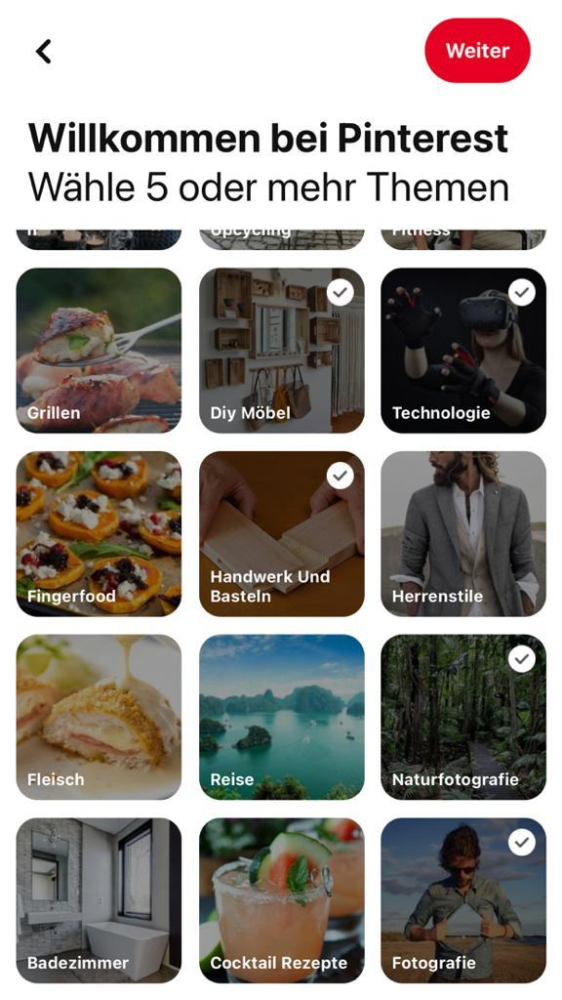 Weiter
Willkommen bei Pinterest
Wähle 5 oder mehr Themen
Upcycling
Fitness
Grillen
Diy Möbel
Technologie
Fingerfood
Handwerk Und
Basteln
Herrenstile
Fleisch
Reise
Naturfotografie
Badezimmer
Cocktail Rezepte
Fotografie